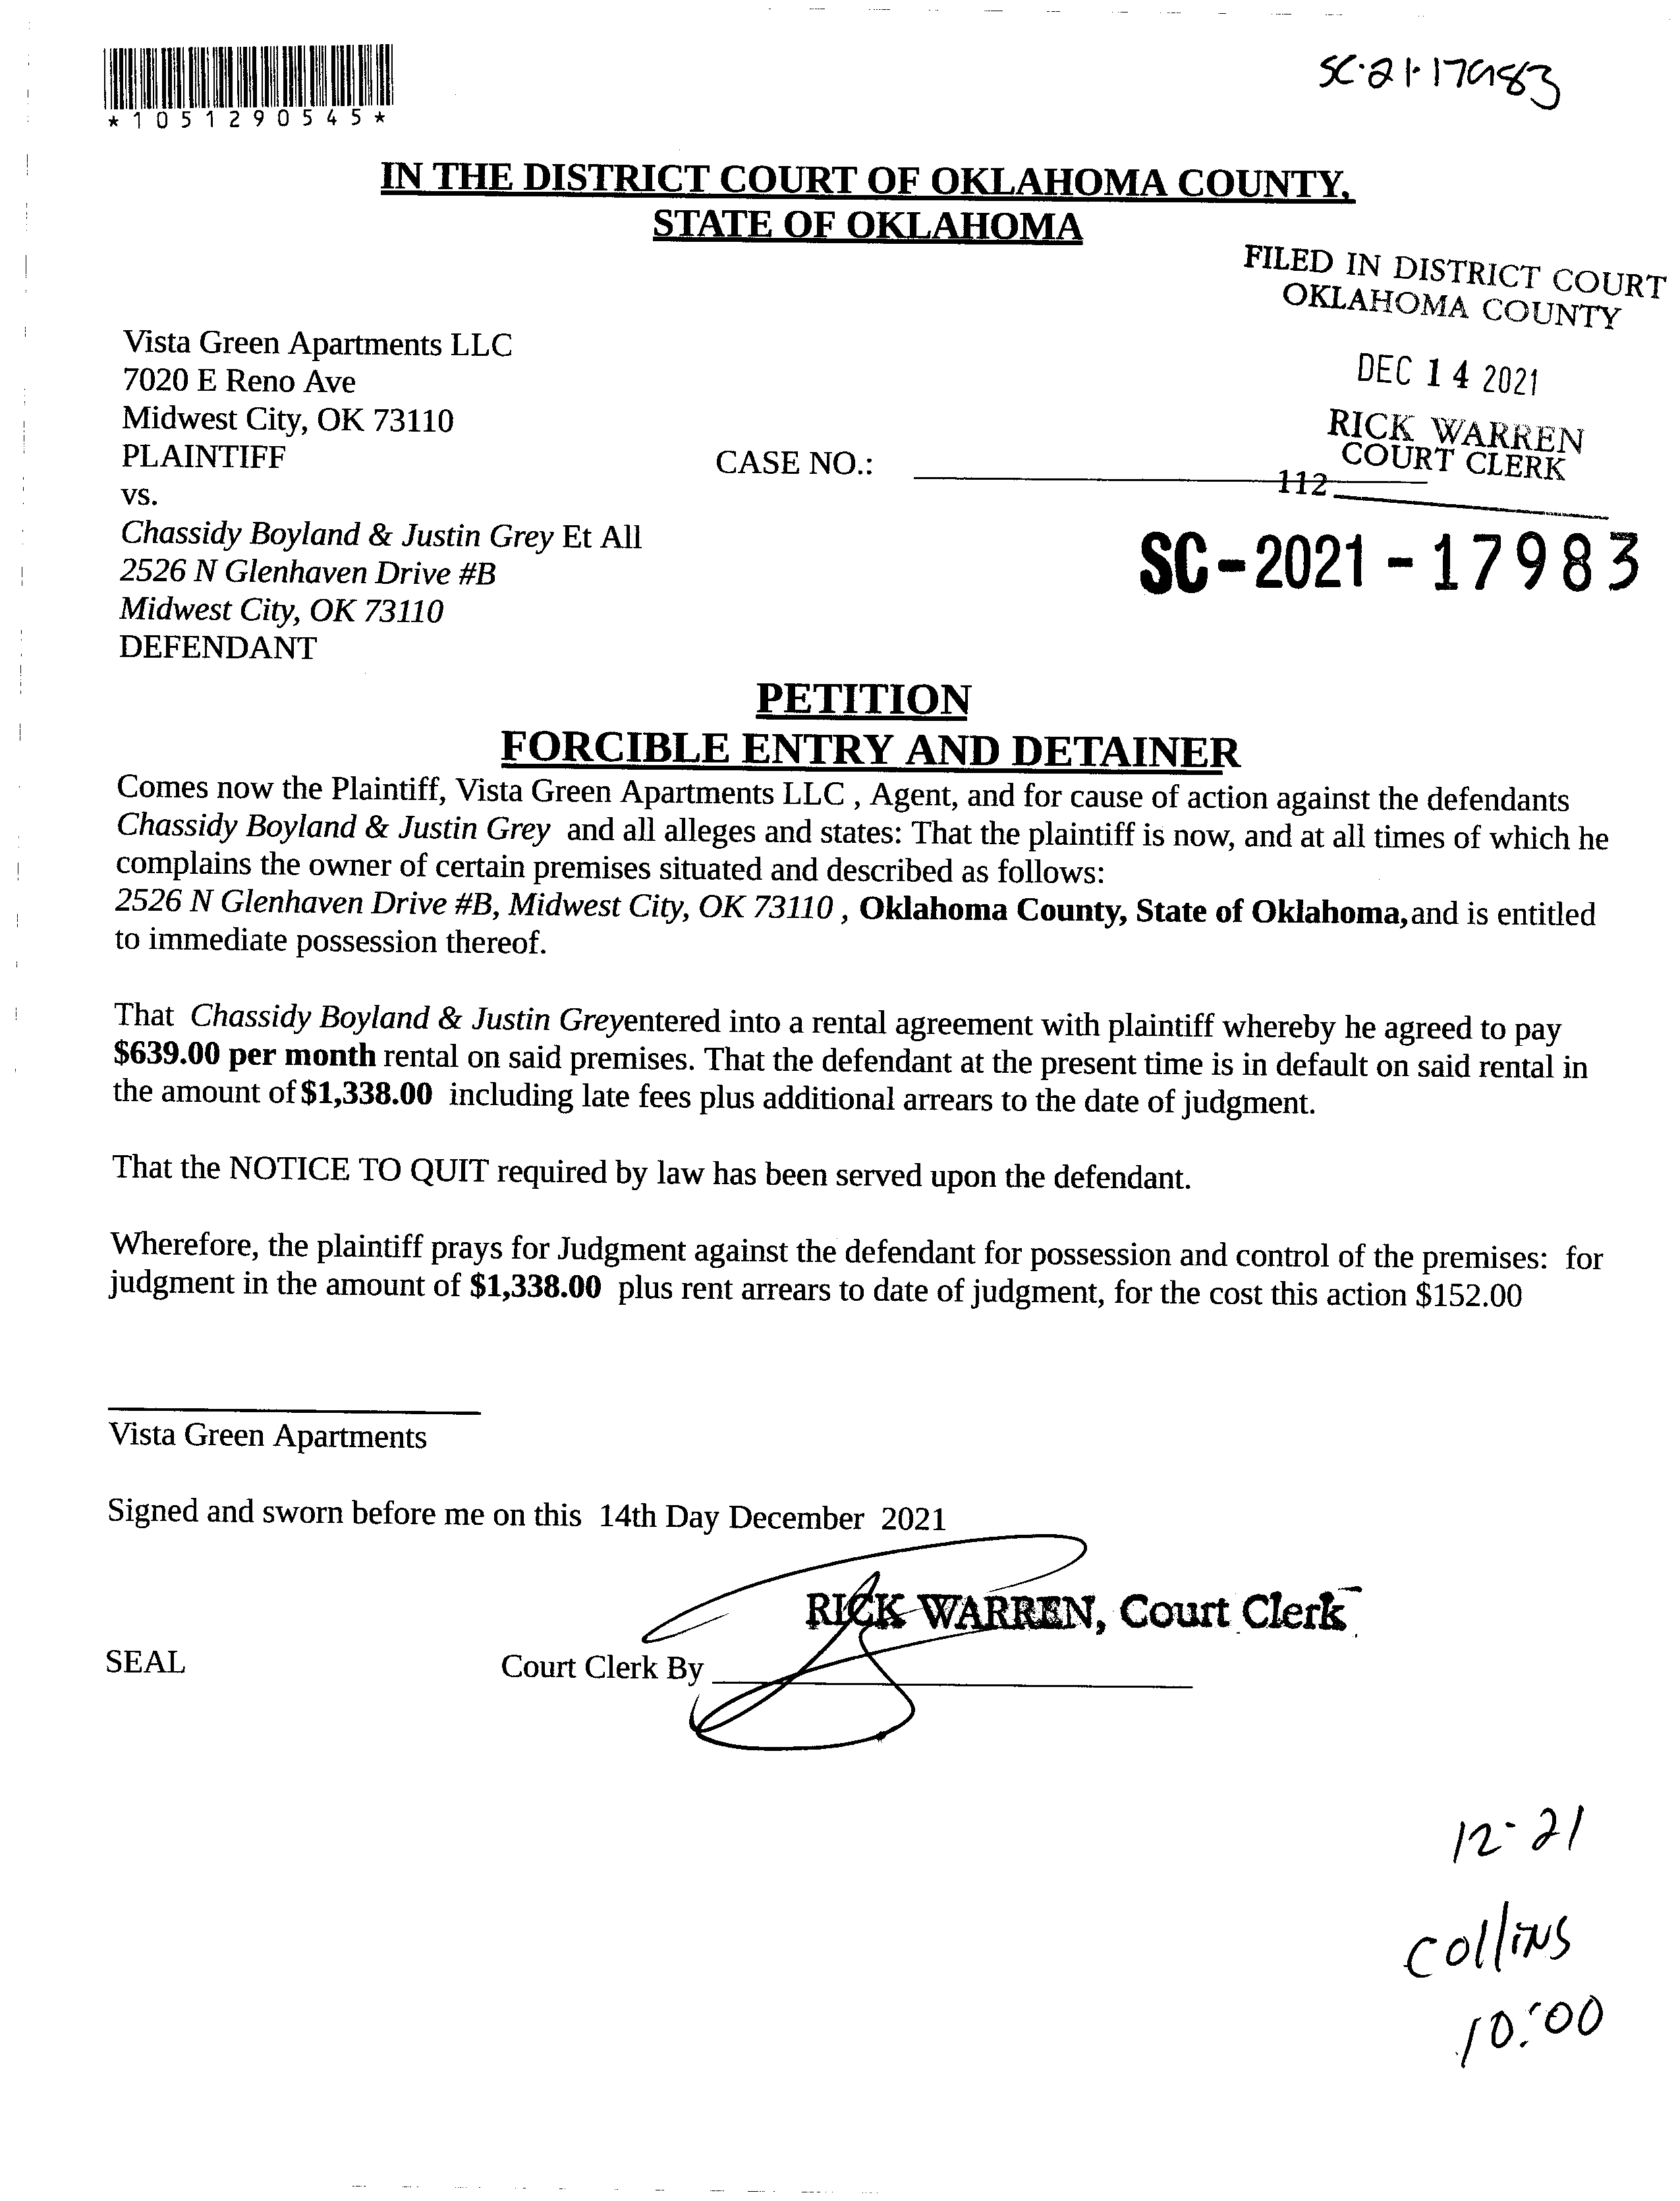 *1051290545*
SC-21-17983
IN THE DISTRICT COURT OF OKLAHOMA COUNTY,
STATE OF OKLAHOMA
FILED IN DISTRICT COURT
OKLAHOMA COUNTY
DEC 14 2021
RICK WARREN
COURT CLERK
112
Vista Green Apartments LLC
7020 E Reno Ave
Midwest City, OK 73110
PLAINTIFF
CASE NO.:
vs.
Chassidy Boyland & Justin Grey Et All
2526 N Glenhaven Drive #B
Midwest City, OK 73110
DEFENDANT
SC-2021-17983
PETITION
FORCIBLE ENTRY AND DETAINER
Comes now the Plaintiff, Vista Green Apartments LLC , Agent, and for cause of action against the defendants
Chassidy Boyland & Justin Grey and all alleges and states: That the plaintiff is now, and at all times of which he
complains the owner of certain premises situated and described as follows:
2526 N Glenhaven Drive #B, Midwest City, OK 73110 , Oklahoma County, State of Oklahoma, and is entitled
to immediate possession thereof.
That Chassidy Boyland & Justin Greyentered into a rental agreement with plaintiff whereby he agreed to pay
$639.00 per month rental on said premises. That the defendant at the present time is in default on said rental in
the amount of $1,338.00 including late fees plus additional arrears to the date of judgment.
That the NOTICE TO QUIT required by law has been served upon the defendant.
Wherefore, the plaintiff prays for Judgment against the defendant for possession and control of the premises: for
judgment in the amount of $1,338.00 plus rent arrears to date of judgment, for the cost this action $152.00
Vista Green Apartments
Signed and sworn before me on this 14th Day December 2021
RICK WARREN, Court Clerk
SEAL
Court Clerk By
12-21
Collins
10:00